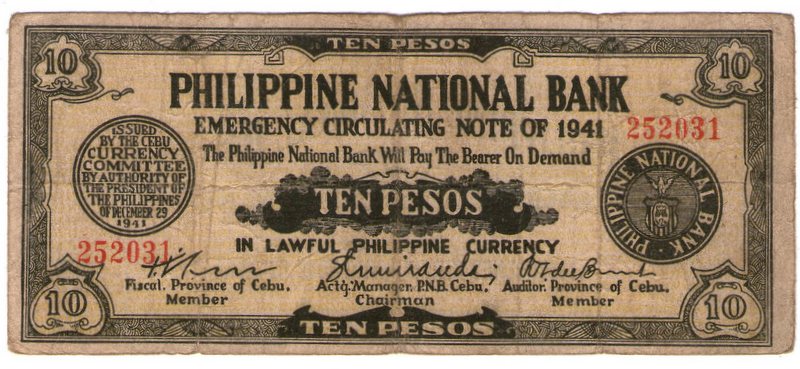 TEN PESOS
10
10
PHILIPPINE NATIONAL BANK
EMERGENCY CIRCULATING NOTE OF 1941
252031
The Philippine National Bank Will Pay The Bearer On Demand
ISSUED
BY THE CEBU
CURRENCY
COMMITTEE
BY AUTHORITY OF
THE PRESIDENT OF
THE PHILIPPINES
OF DECEMBER 29
1941
TEN PESOS
PHILIPPINE NATIONAL BANK
IN LAWFUL PHILIPPINE CURRENCY
252031
Fiscal. Province of Cebu.
Member
Actg. Manager. P.N.B. Cebu.
Chairman
Auditor. Province of Cebu.
Member
10
10
TEN PESOS